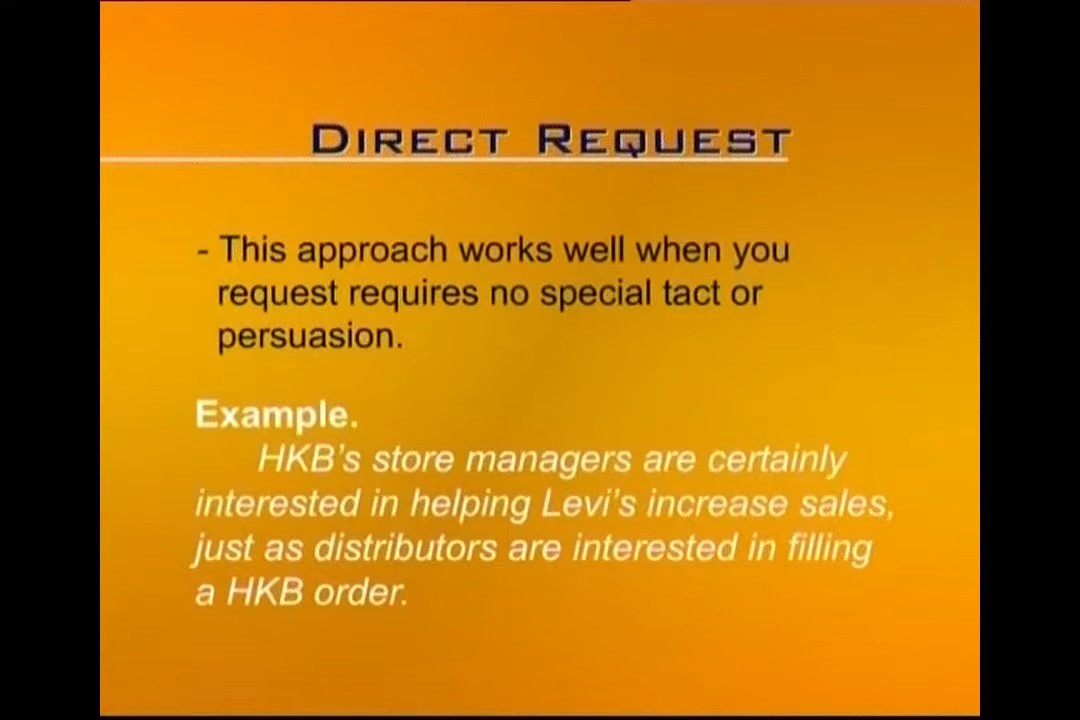 DIRECT REQUEST
- This approach works well when you
request requires no special tact or
persuasion.
Example.
HKB's store managers are certainly
interested in helping Levi's increase sales,
just as distributors are interested in filling
a HKB order.